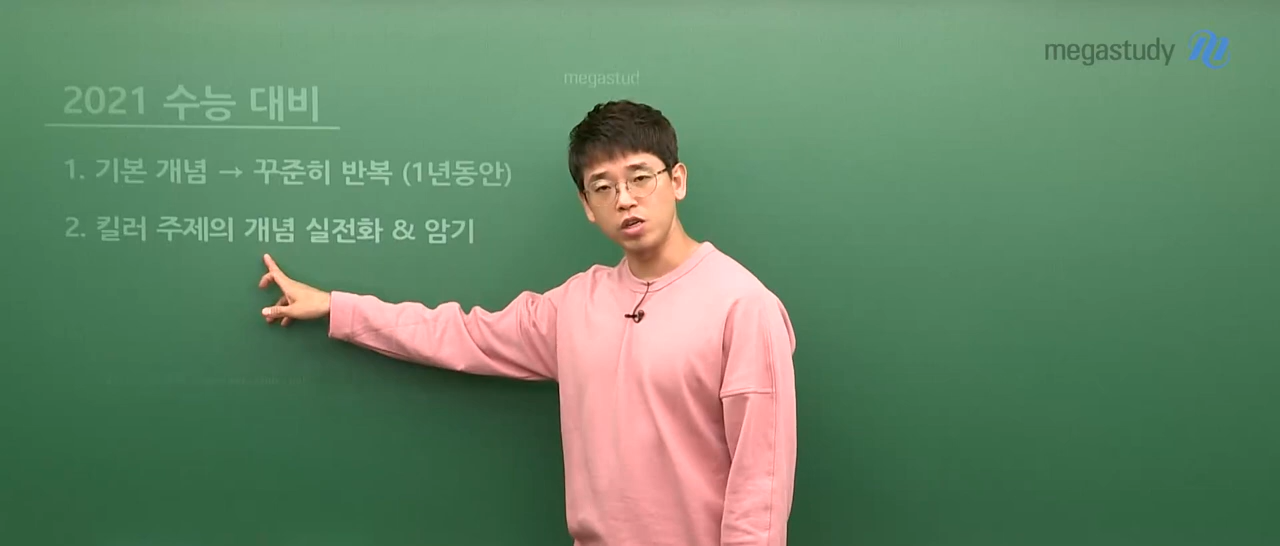 megastudy
megastud
2021 수능 대비
1. 기본 개념 → 꾸준히 반복 (1년동안)
2. 킬러 주제의 개념 실전화 & 암기